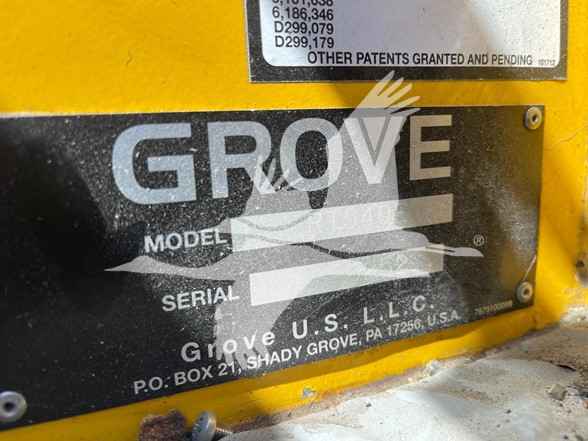 6,186,346
D299,079
D299,179
OTHER PATENTS GRANTED AND PENDING
GROVE
MODEL
®
SERIAL
Grove U.S. L.L.C.
P.O. BOX 21, SHADY GROVE, PA 17256, U.S.A.